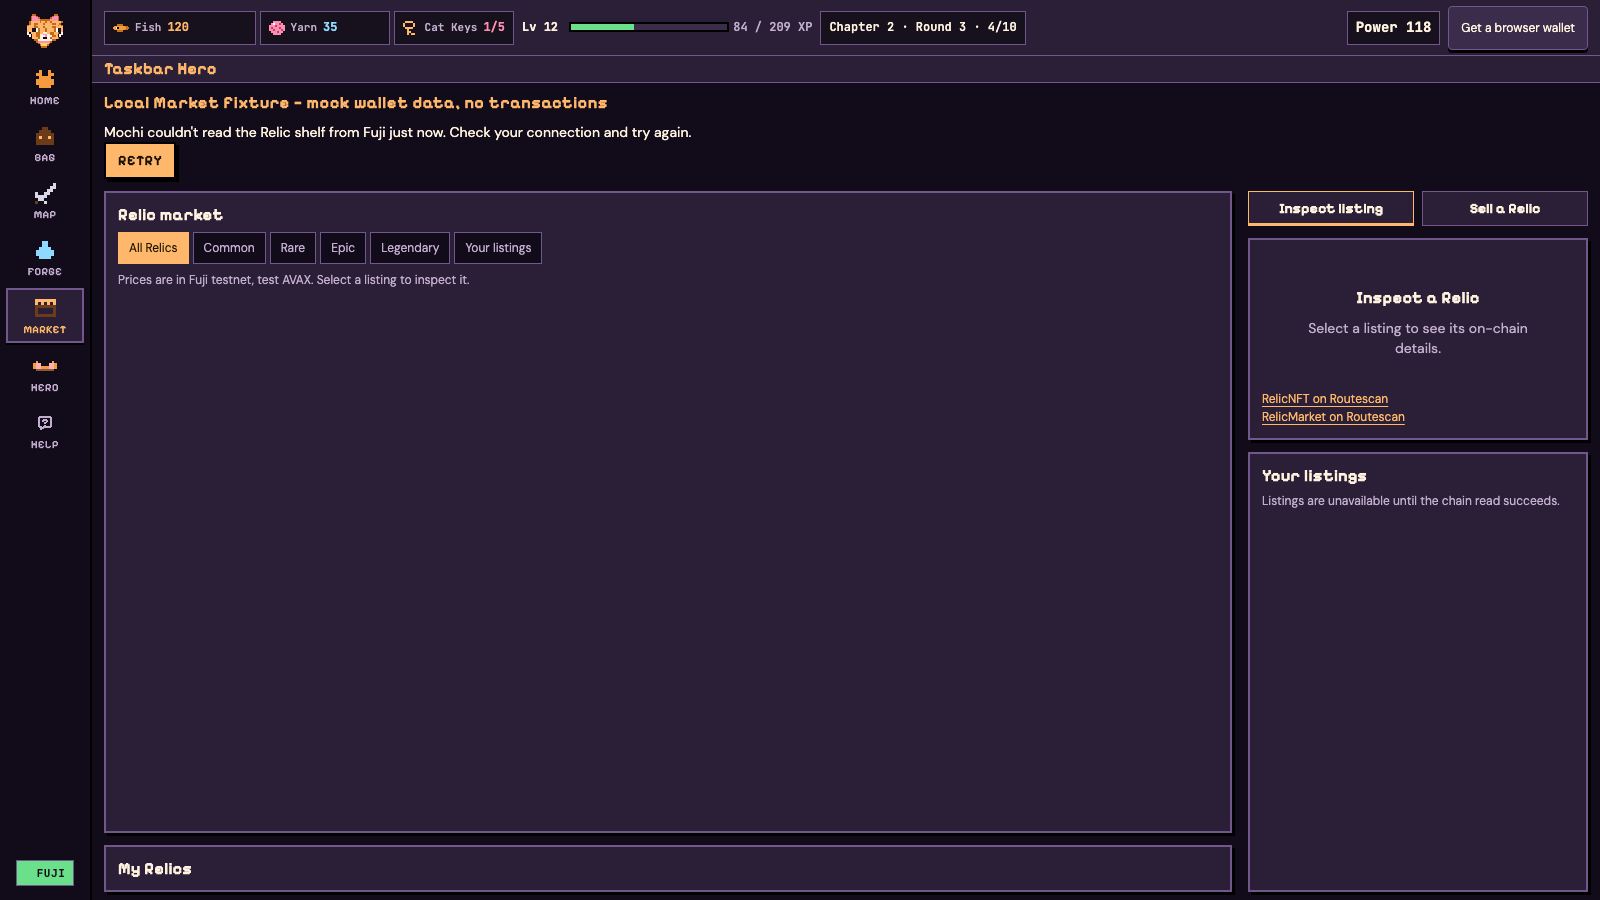 Fish 120
Yarn 35
Cat Keys 1/5
Lv 12
84 / 209 XP
Chapter 2 · Round 3 · 4/10
Power 118
Get a browser wallet
HOME
BAG
MAP
FORGE
MARKET
HERO
HELP
FUJI
Taskbar Hero
Local Market Fixture - mock wallet data, no transactions
Mochi couldn't read the Relic shelf from Fuji just now. Check your connection and try again.
RETRY
Relic market
All Relics
Common
Rare
Epic
Legendary
Your listings
Prices are in Fuji testnet, test AVAX. Select a listing to inspect it.
My Relics
Inspect listing
Sell a Relic
Inspect a Relic
Select a listing to see its on-chain
details.
RelicNFT on Routescan
RelicMarket on Routescan
Your listings
Listings are unavailable until the chain read succeeds.